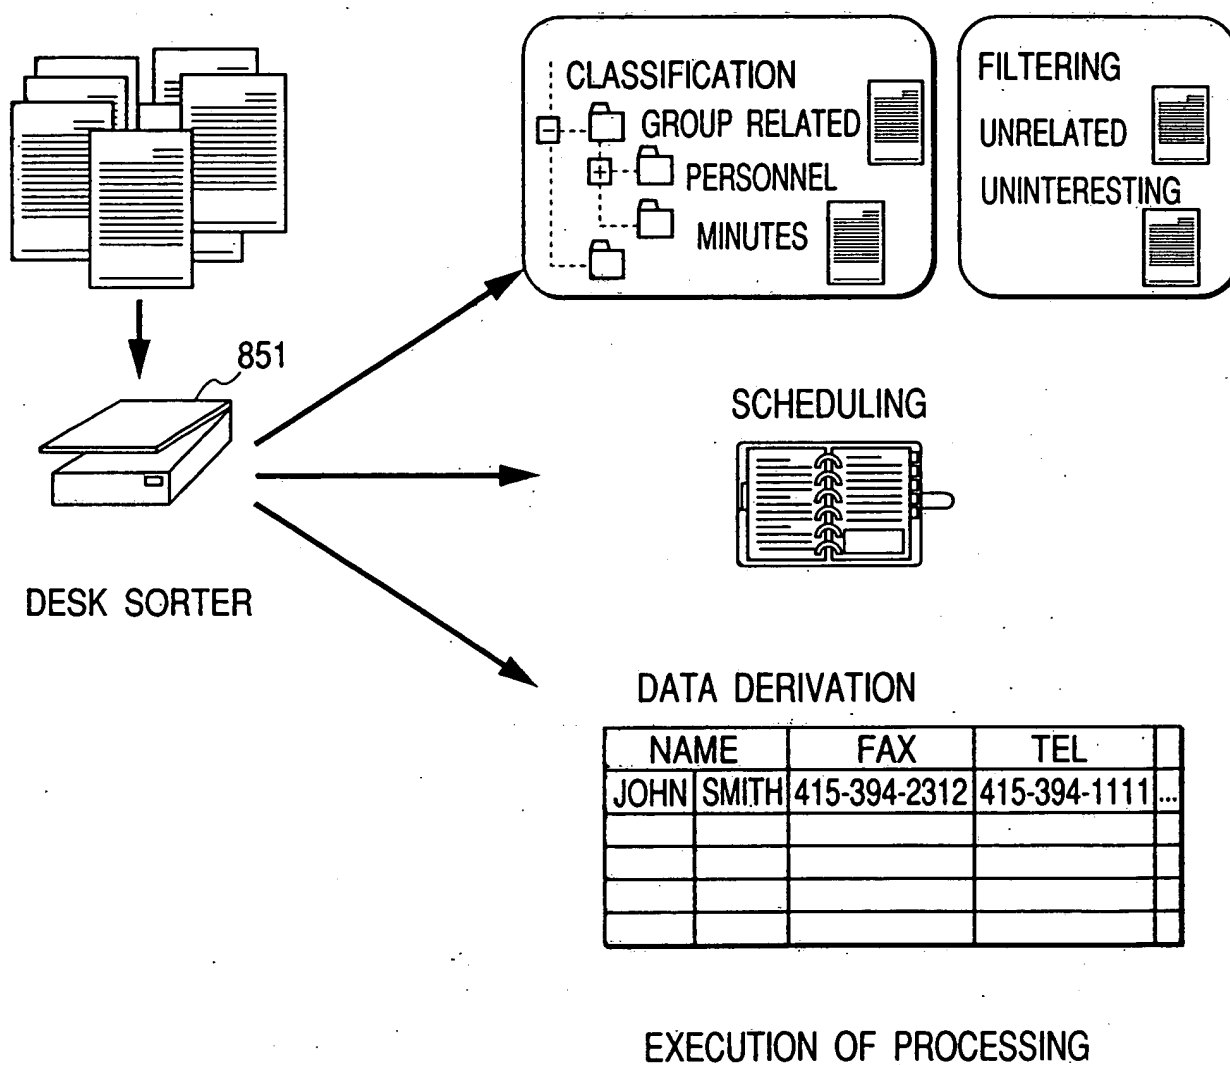 CLASSIFICATION
GROUP RELATED
PERSONNEL
MINUTES
FILTERING
UNRELATED
UNINTERESTING
851
DESK SORTER
SCHEDULING
DATA DERIVATION
NAME FAX TEL
JOHN SMITH 415-394-2312 415-394-1111 ...
EXECUTION OF PROCESSING